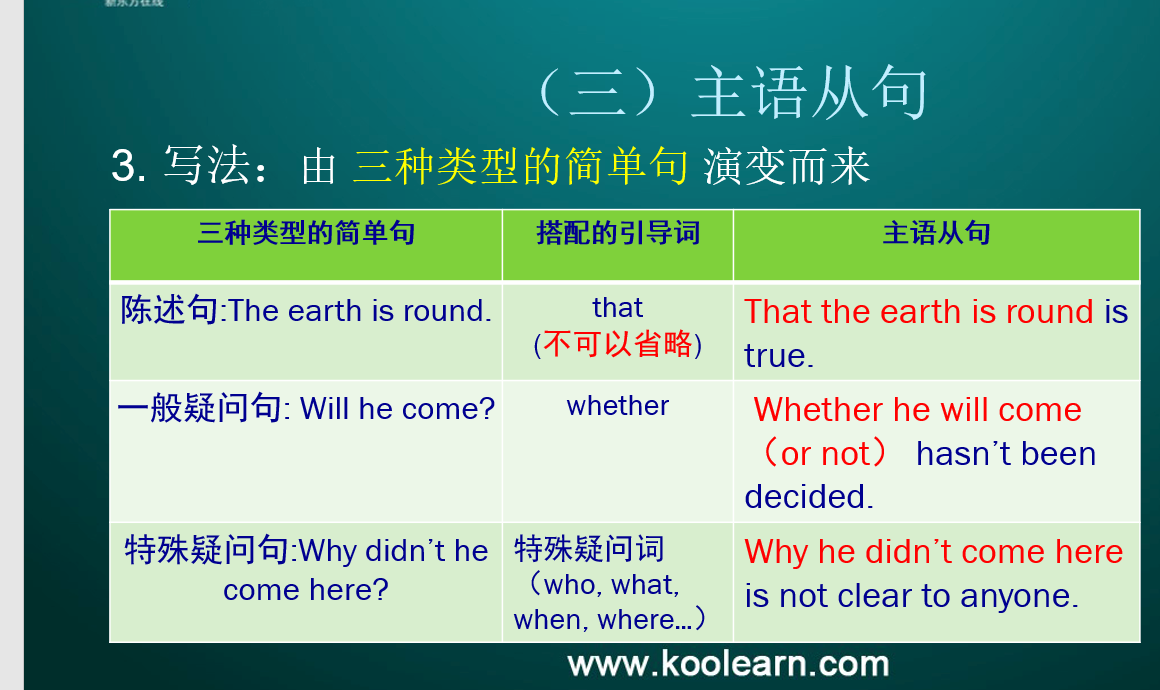 新东方在线
（三）主语从句
3. 写法：由 三种类型的简单句 演变而来
三种类型的简单句
搭配的引导词
主语从句
陈述句:The earth is round.
that
(不可以省略)
That the earth is round is
true.
一般疑问句: Will he come?
whether
Whether he will come
（or not） hasn’t been
decided.
特殊疑问句:Why didn’t he
come here?
特殊疑问词
（who, what,
when, where…）
Why he didn’t come here
is not clear to anyone.
www.koolearn.com